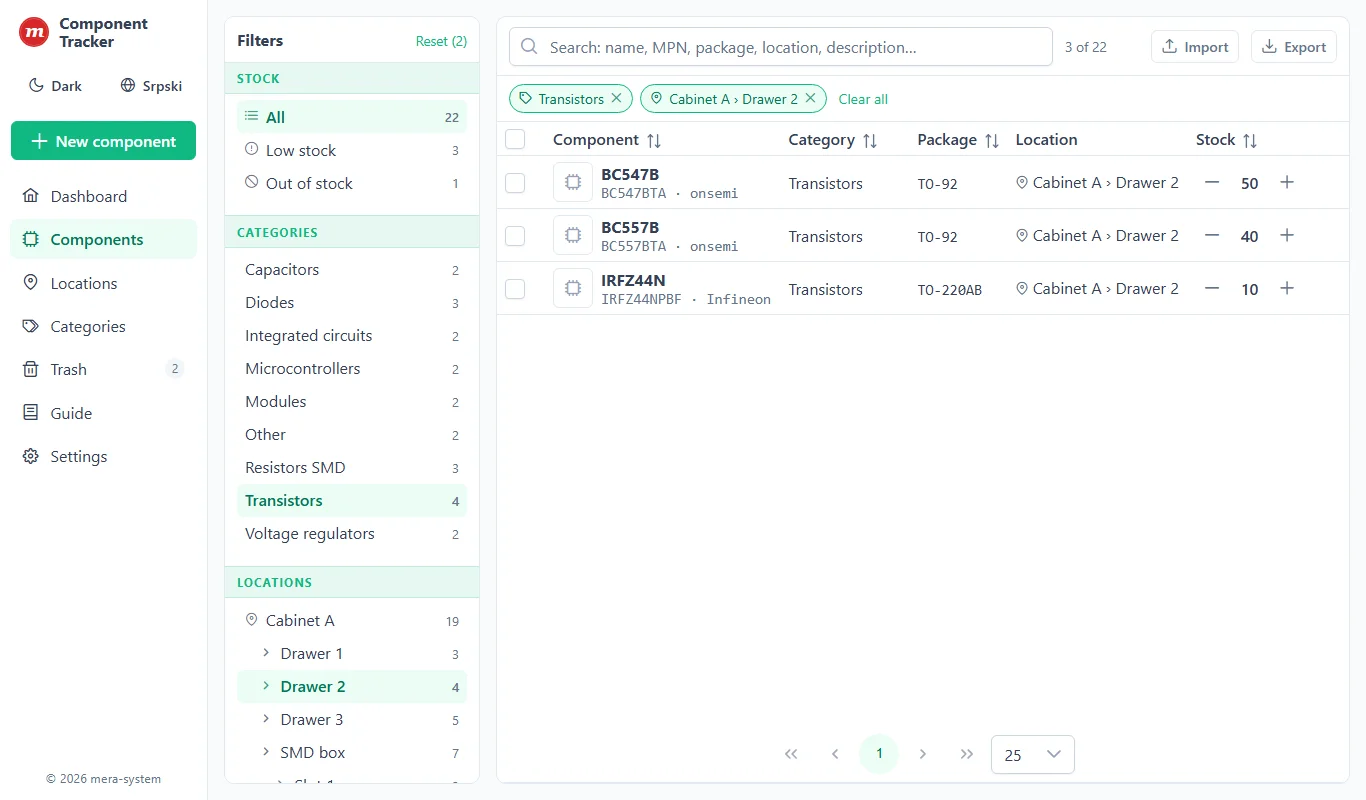 m
Component
Tracker
Dark
Srpski
New component
Dashboard
Components
Locations
Categories
Trash 2
Guide
Settings
© 2026 mera-system
Filters Reset (2)
STOCK
All 22
Low stock 3
Out of stock 1
CATEGORIES
Capacitors 2
Diodes 3
Integrated circuits 2
Microcontrollers 2
Modules 2
Other 2
Resistors SMD 3
Transistors 4
Voltage regulators 2
LOCATIONS
Cabinet A 19
Drawer 1 3
Drawer 2 4
Drawer 3 5
SMD box 7
Search: name, MPN, package, location, description... 3 of 22 Import Export
Transistors Cabinet A › Drawer 2 Clear all
Component Category Package Location Stock
BC547B
BC547BTA · onsemi Transistors TO-92 Cabinet A › Drawer 2 50
BC557B
BC557BTA · onsemi Transistors TO-92 Cabinet A › Drawer 2 40
IRFZ44N
IRFZ44NPBF · Infineon Transistors TO-220AB Cabinet A › Drawer 2 10
1 25